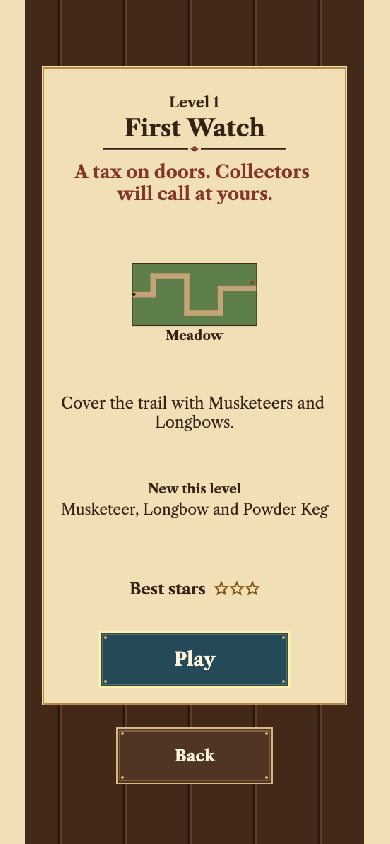 Level 1
First Watch
A tax on doors. Collectors
will call at yours.
Meadow
Cover the trail with Musketeers and
Longbows.
New this level
Musketeer, Longbow and Powder Keg
Best stars
Play
Back